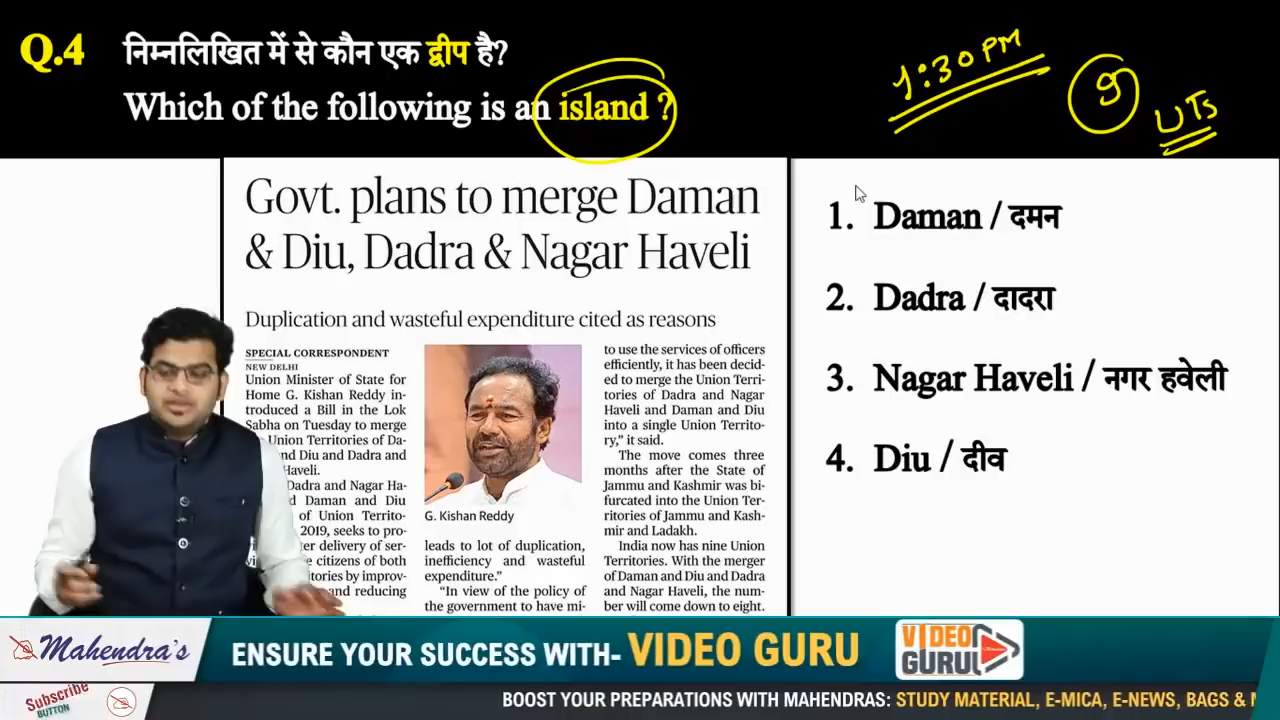 Q.4 निम्नलिखित में से कौन एक द्वीप है?
Which of the following is an island ?
1:30 PM
9
UTs
Govt. plans to merge Daman
& Diu, Dadra & Nagar Haveli
Duplication and wasteful expenditure cited as reasons
SPECIAL CORRESPONDENT
NEW DELHI
Union Minister of State for
Home G. Kishan Reddy in-
troduced a Bill in the Lok
Sabha on Tuesday to merge
Union Territories of Da-
nd Diu and Dadra and
Haveli.
Dadra and Nagar Ha-
d Daman and Diu
of Union Territo-
2019, seeks to pro-
ter delivery of ser-
e citizens of both
itories by improv-
and reducing
G. Kishan Reddy
leads to lot of duplication,
inefficiency and wasteful
expenditure.”
“In view of the policy of
the government to have mi-
to use the services of officers
efficiently, it has been decid-
ed to merge the Union Terri-
tories of Dadra and Nagar
Haveli and Daman and Diu
into a single Union Territo-
ry,” it said.
The move comes three
months after the State of
Jammu and Kashmir was bi-
furcated into the Union Ter-
ritories of Jammu and Kash-
mir and Ladakh.
India now has nine Union
Territories. With the merger
of Daman and Diu and Dadra
and Nagar Haveli, the num-
ber will come down to eight.
1. Daman / दमन
2. Dadra / दादरा
3. Nagar Haveli / नगर हवेली
4. Diu / दीव
Mahendra's
ENSURE YOUR SUCCESS WITH- VIDEO GURU
VIDEO
GURU
Subscribe
BUTTON
BOOST YOUR PREPARATIONS WITH MAHENDRAS: STUDY MATERIAL, E-MICA, E-NEWS, BAGS &